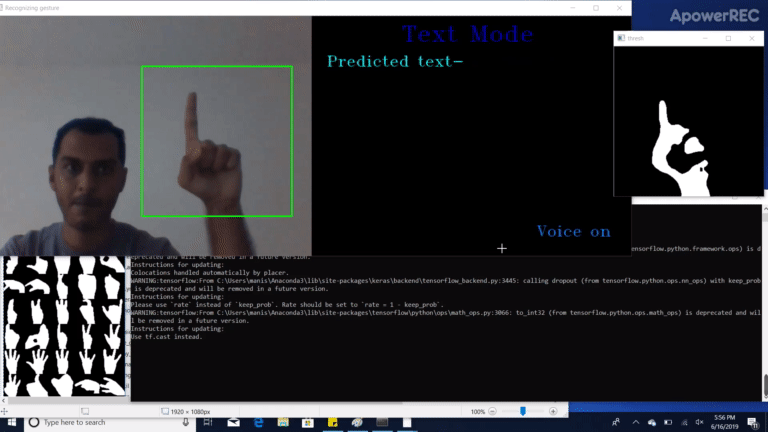 Recognizing gesture
ApowerREC
Text Mode
Predicted text-
thresh
Voice on
tensorflow.python.framework.ops) is d
eprecated and will be removed in a future version.
Instructions for updating:
Colocations handled automatically by placer.
WARNING:tensorflow:From C:\Users\manis\Anaconda3\lib\site-packages\keras\backend\tensorflow_backend.py:3445: calling dropout (from tensorflow.python.ops.nn_ops) with keep_prob
is deprecated and will be removed in a future version.
Instructions for updating:
Please use `rate` instead of `keep_prob`. Rate should be set to `rate = 1 - keep_prob`.
WARNING:tensorflow:From C:\Users\manis\Anaconda3\lib\site-packages\tensorflow\python\ops\math_ops.py:3066: to_int32 (from tensorflow.python.ops.math_ops) is deprecated and wil
l be removed in a future version.
Instructions for updating:
Use tf.cast instead.
1920 × 1080px
100%
Type here to search
5:56 PM
6/16/2019